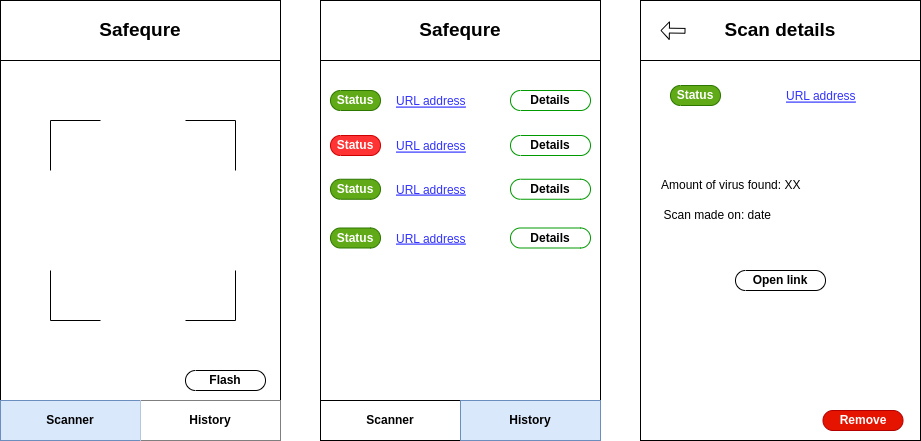 Safequre
Flash
Scanner
History
Safequre
Status URL address Details
Status URL address Details
Status URL address Details
Status URL address Details
Scanner
History
Scan details
Status URL address
Amount of virus found: XX
Scan made on: date
Open link
Remove